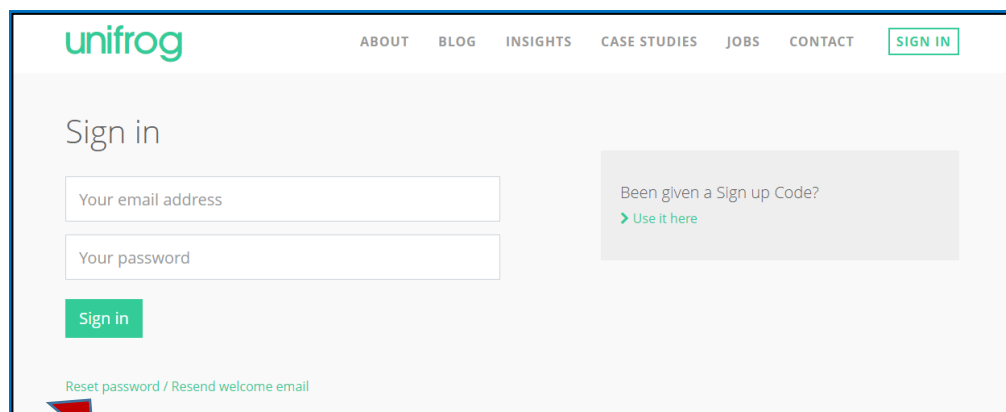 unifrog
ABOUT BLOG INSIGHTS CASE STUDIES JOBS CONTACT SIGN IN
Sign in
Your email address
Your password
Sign in
Reset password / Resend welcome email
Been given a Sign up Code?
Use it here